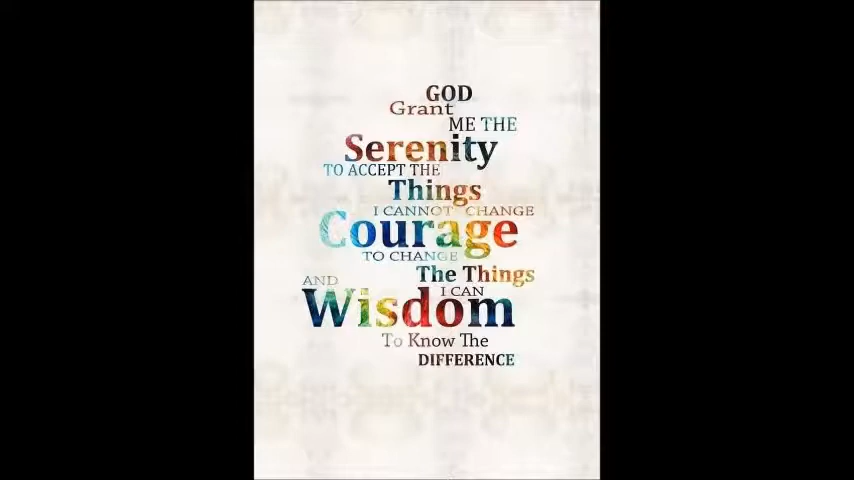 GOD
Grant
ME THE
Serenity
TO ACCEPT THE
Things
I CANNOT CHANGE
Courage
TO CHANGE
The Things
AND I CAN
Wisdom
To Know The
DIFFERENCE